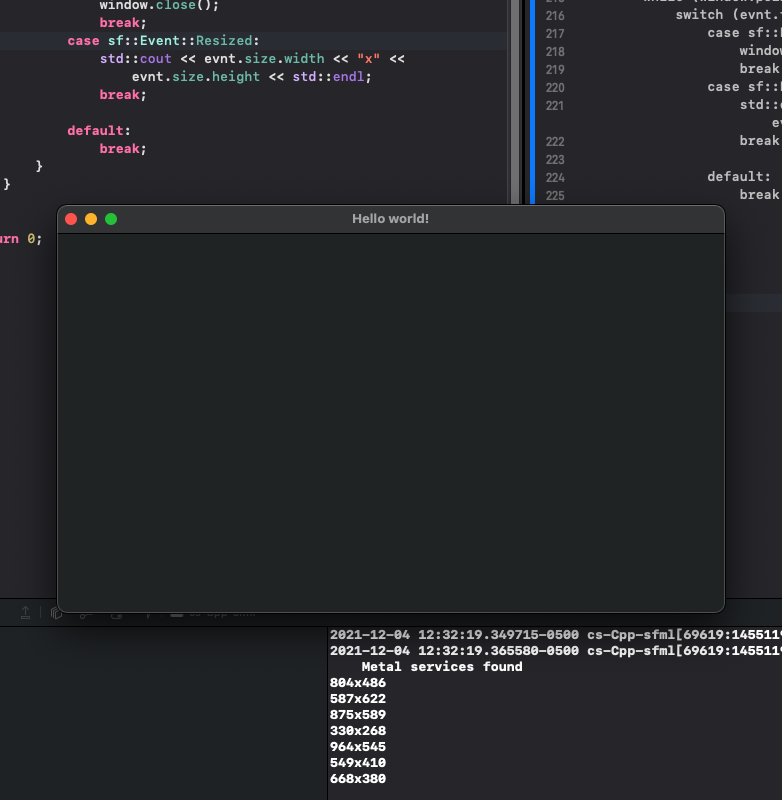 window.close();
break;
case sf::Event::Resized:
std::cout << evnt.size.width << "x" <<
evnt.size.height << std::endl;
break;
default:
break;
}
}
urn 0;
216 switch (evnt.
217 case sf::
218 window
219 break
220 case sf::
221 std::
ev
222 break
223
224 default:
225 break
Hello world!
2021-12-04 12:32:19.349715-0500 cs-Cpp-sfml[69619:1455119
2021-12-04 12:32:19.365580-0500 cs-Cpp-sfml[69619:1455119
Metal services found
804x486
587x622
875x589
330x268
964x545
549x410
668x380